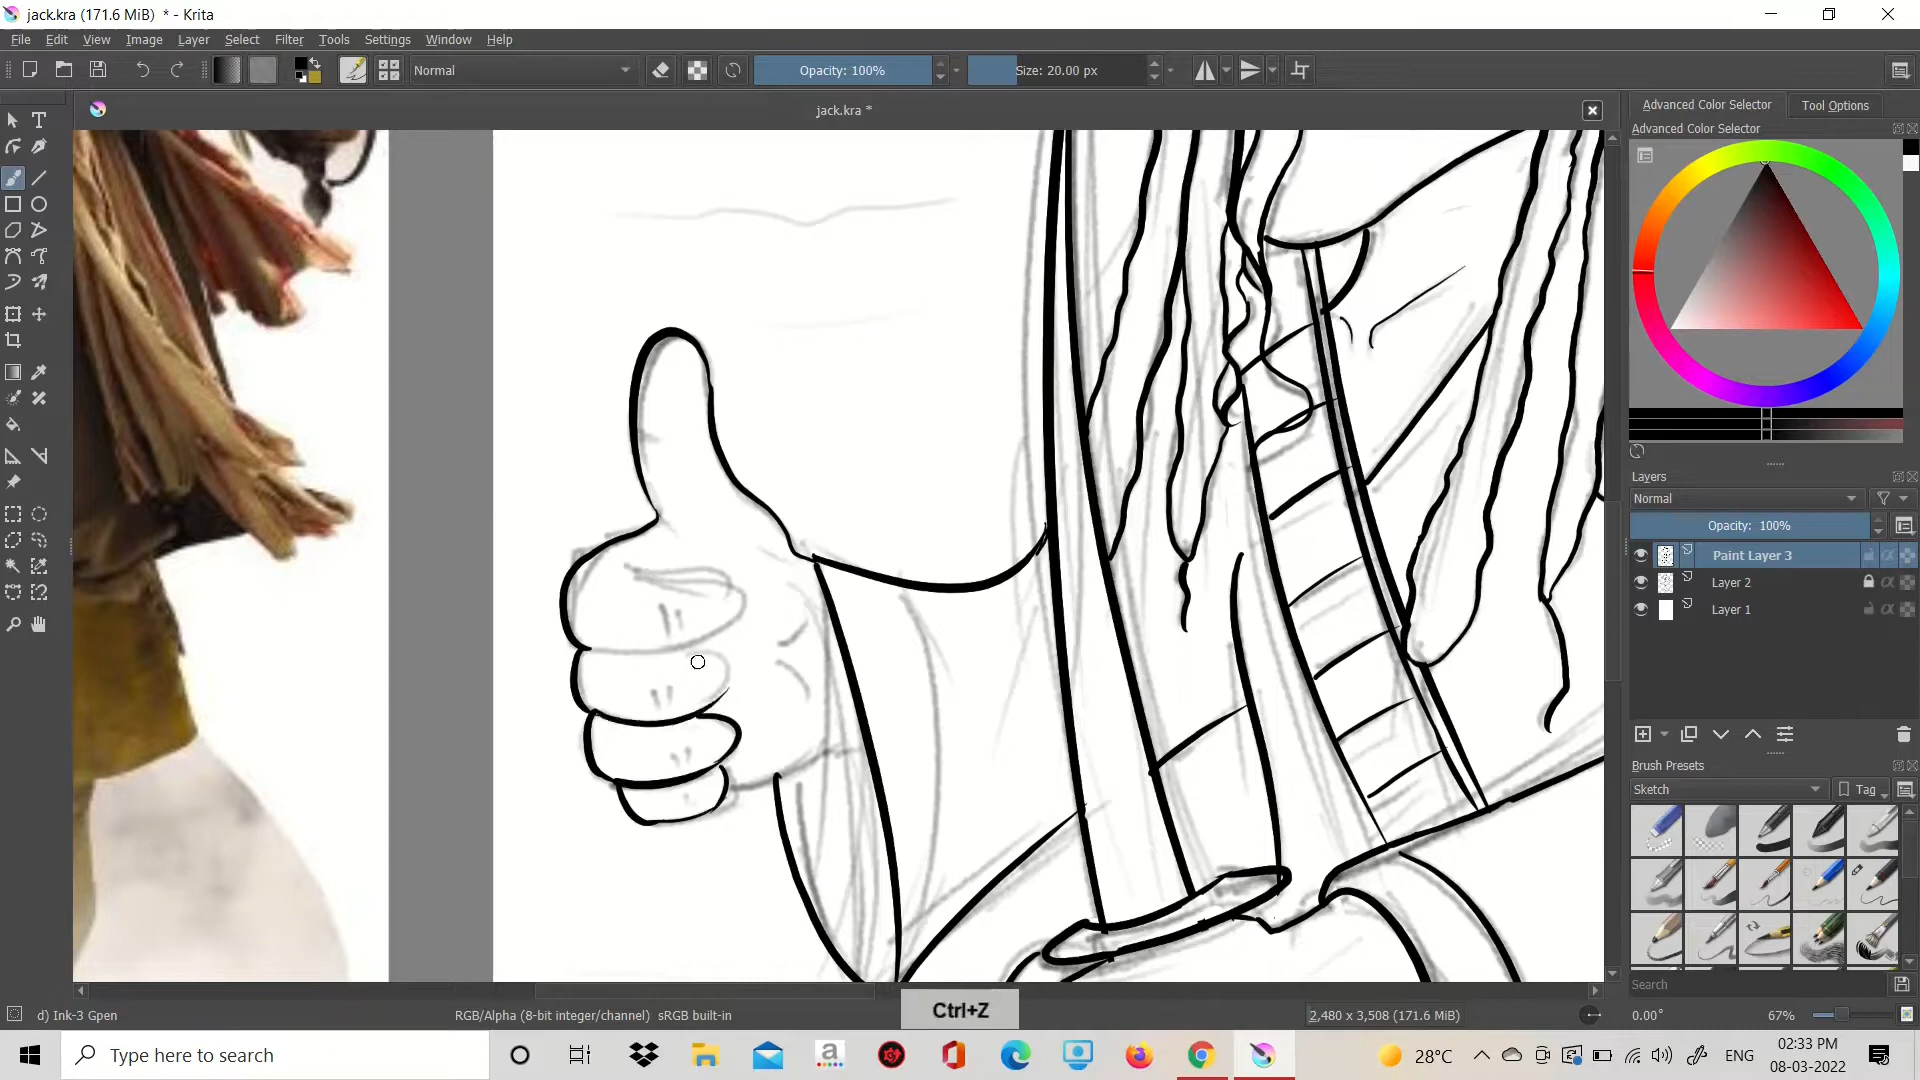 jack.kra (171.6 MiB)  * - Krita
File Edit View Image Layer Select Filter Tools Settings Window Help
Normal
Opacity: 100%
Size: 20.00 px
jack.kra *
Advanced Color Selector
Tool Options
Advanced Color Selector
Layers
Normal
Opacity:  100%
Paint Layer 3
Layer 2
Layer 1
Brush Presets
Sketch
Tag
Search
d) Ink-3 Gpen
RGB/Alpha (8-bit integer/channel)  sRGB built-in
Ctrl+Z
2,480 x 3,508 (171.6 MiB)
0.00°
67%
Type here to search
28°C
ENG
02:33 PM
08-03-2022